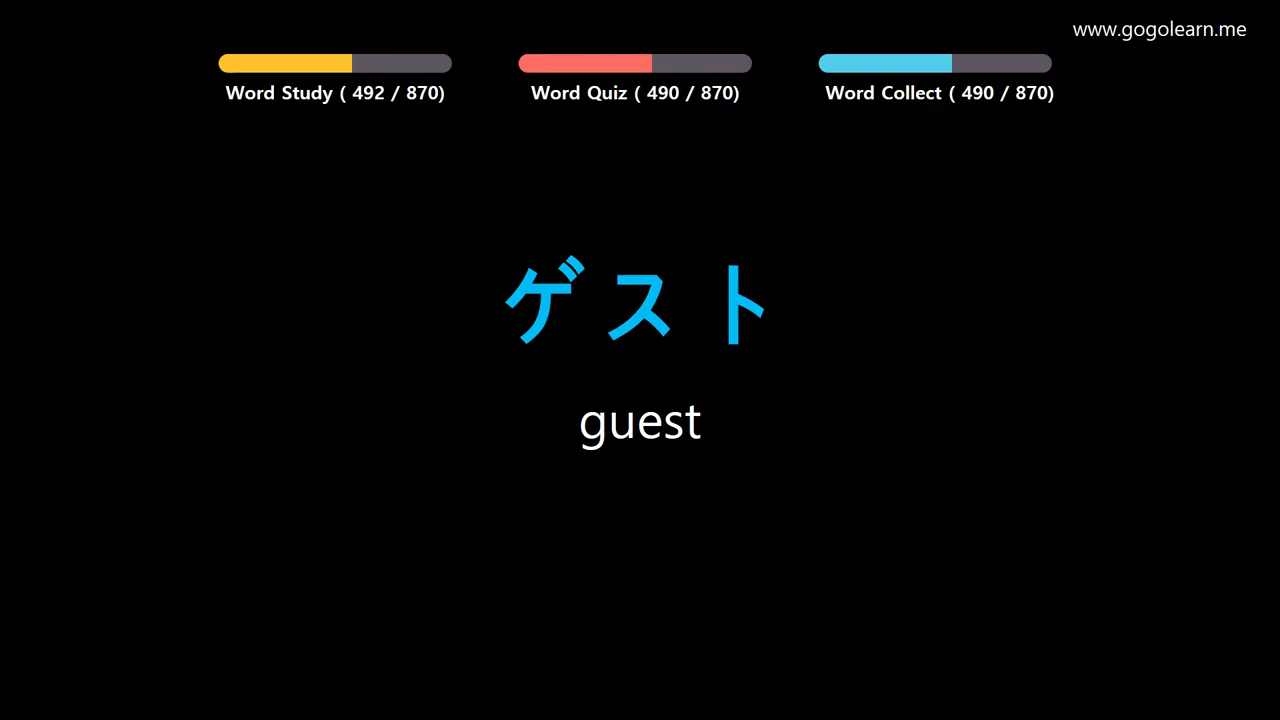 www.gogolearn.me
Word Study ( 492 / 870)
Word Quiz ( 490 / 870)
Word Collect ( 490 / 870)
ゲスト
guest